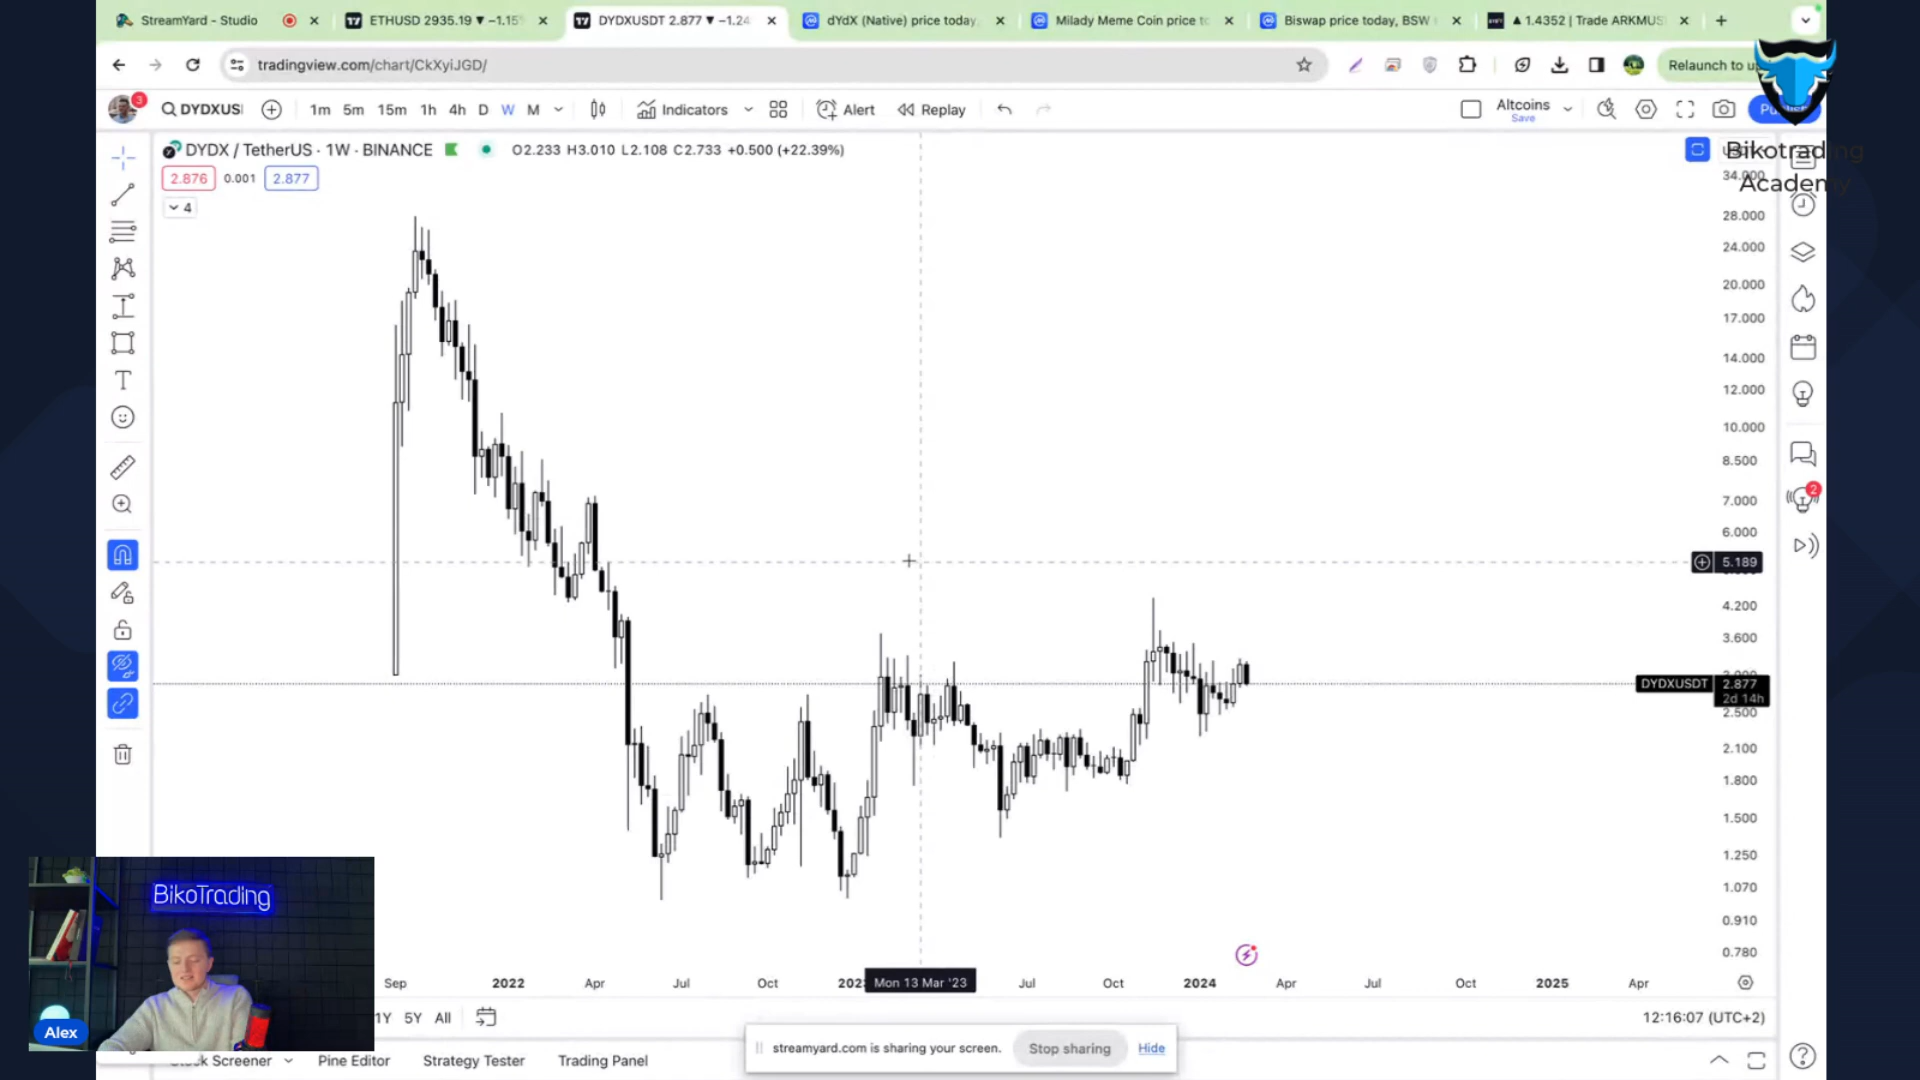 StreamYard - Studio
ETHUSD 2935.19 ▼ −1.15
DYDXUSDT 2.877 ▼ −1.24
dYdX (Native) price today,
Milady Meme Coin price to
Biswap price today, BSW
▲ 1.4352 | Trade ARKMUS
tradingview.com/chart/CkXyiJGD/
Relaunch to
3
DYDXUS
1m 5m 15m 1h 4h D W M
Indicators
Alert
Replay
Altcoins
Save
DYDX / TetherUS · 1W · BINANCE
O2.233 H3.010 L2.108 C2.733 +0.500 (+22.39%)
Bikotrading
Academy
2.876 0.001 2.877
4
34.000
28.000
24.000
20.000
17.000
14.000
12.000
10.000
8.500
7.000
2
6.000
5.189
4.200
3.600
DYDXUSDT 2.877
2d 14h
2.500
2.100
1.800
1.500
1.250
1.070
0.910
0.780
Sep 2022 Apr Jul Oct Mon 13 Mar '23 Jul Oct 2024 Apr Jul Oct 2025 Apr
BikoTrading
Alex
1Y 5Y All
12:16:07 (UTC+2)
streamyard.com is sharing your screen.
Stop sharing
Hide
Stock Screener
Pine Editor
Strategy Tester
Trading Panel